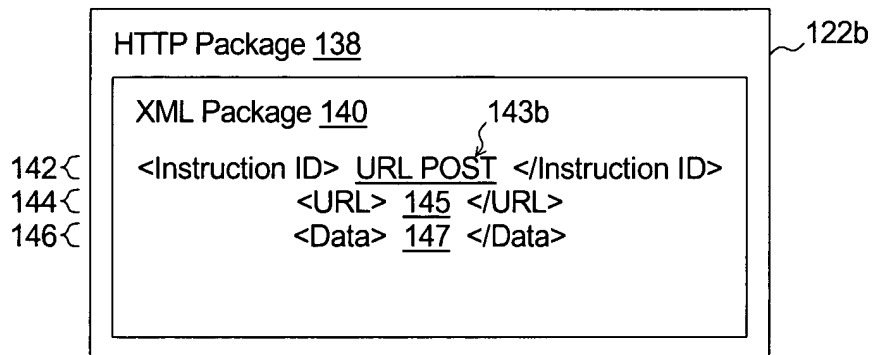 HTTP Package 138
122b
XML Package 140
143b
142 <Instruction ID> URL POST </Instruction ID>
144 <URL> 145 </URL>
146 <Data> 147 </Data>